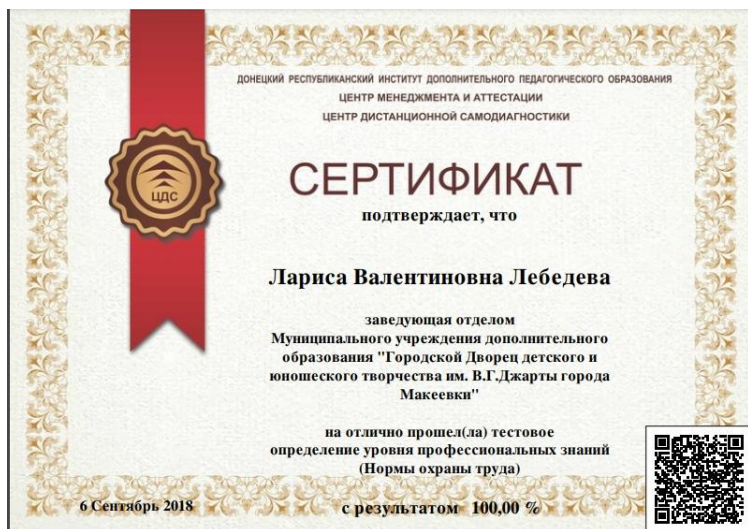 ДОНЕЦКИЙ РЕСПУБЛИКАНСКИЙ ИНСТИТУТ ДОПОЛНИТЕЛЬНОГО ПЕДАГОГИЧЕСКОГО ОБРАЗОВАНИЯ
ЦЕНТР МЕНЕДЖМЕНТА И АТТЕСТАЦИИ
ЦЕНТР ДИСТАНЦИОННОЙ САМОДИАГНОСТИКИ
ЦДС
СЕРТИФИКАТ
подтверждает, что
Лариса Валентиновна Лебедева
заведующая отделом
Муниципального учреждения дополнительного
образования "Городской Дворец детского и
юношеского творчества им. В.Г.Джарты города
Макеевки"
на отлично прошел(ла) тестовое
определение уровня профессиональных знаний
(Нормы охраны труда)
6 Сентябрь 2018
с результатом 100,00 %